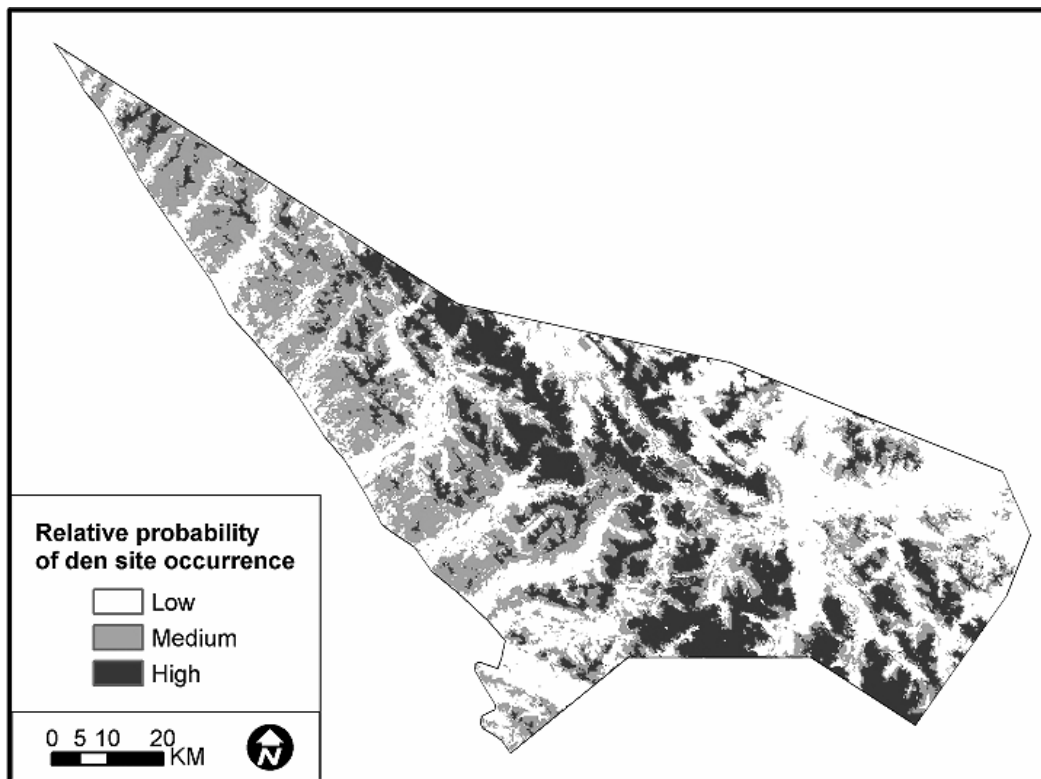 Relative probability
of den site occurrence
Low
Medium
High
0 5 10 20
KM
N